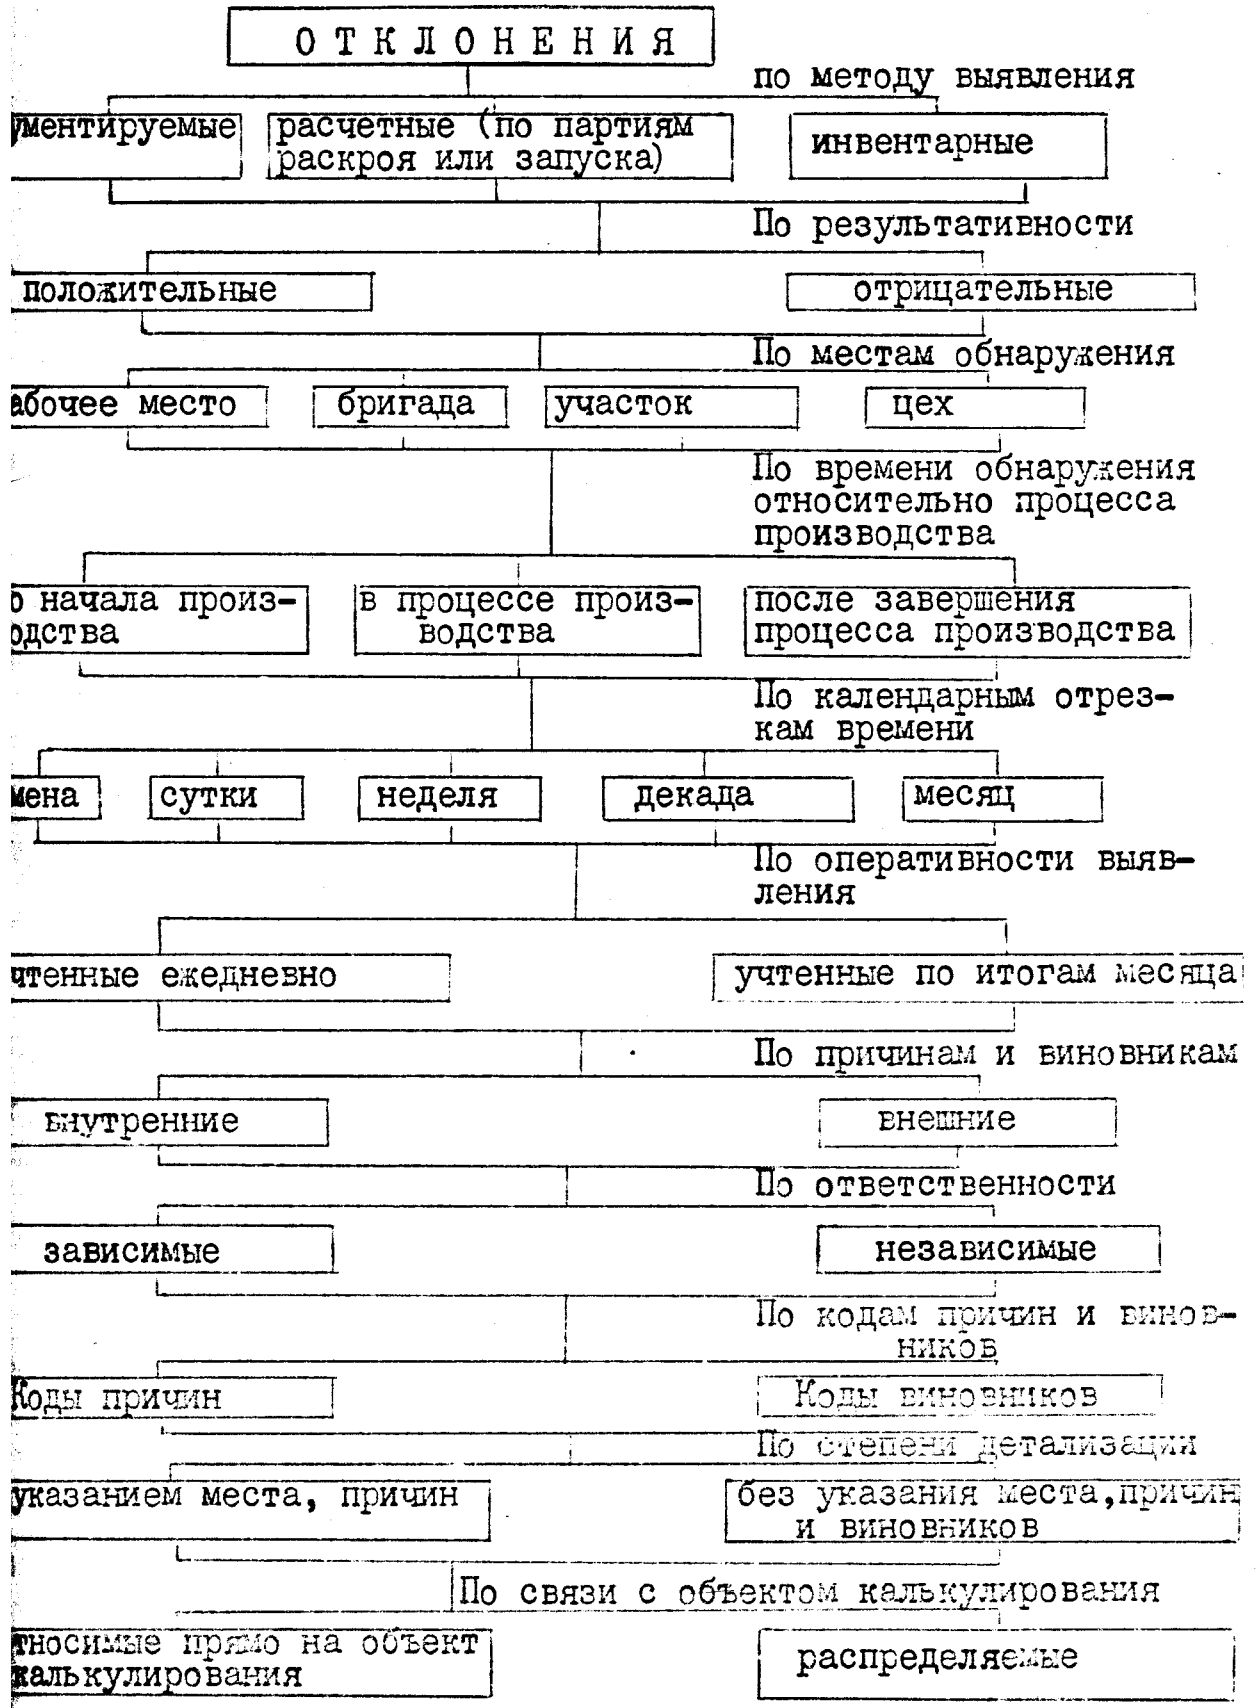 ОТКЛОНЕНИЯ
по методу выявления
ументируемые
расчетные (по партиям
раскроя или запуска)
инвентарные
По результативности
положительные
отрицательные
По местам обнаружения
абочее место
бригада
участок
цех
По времени обнаружения
относительно процесса
производства
о начала произ-
одства
в процессе произ-
водства
после завершения
процесса производства
По календарным отрез-
кам времени
мена
сутки
неделя
декада
месяц
По оперативности выяв-
ления
чтенные ежедневно
учтенные по итогам месяца
По причинам и виновникам
внутренние
внешние
По ответственности
зависимые
независимые
По кодам причин и винов-
ников
Коды причин
Коды виновников
По степени детализации
указанием места, причин
без указания места, причин
и виновников
По связи с объектом калькулирования
тносимые прямо на объект
калькулирования
распределяемые